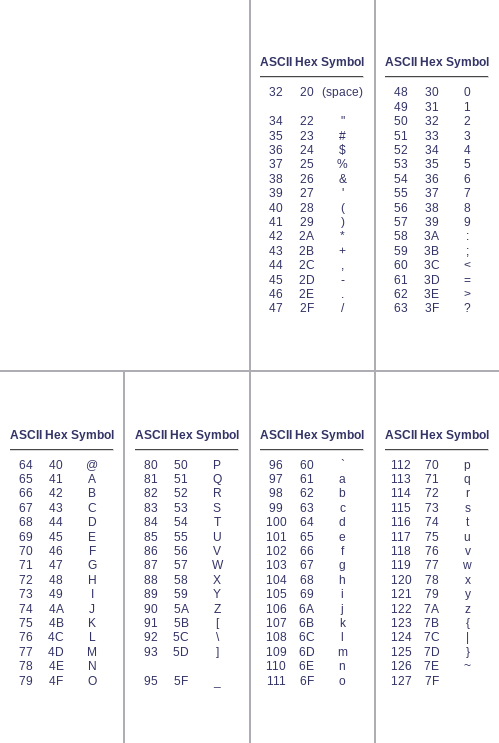 ASCII Hex Symbol
32 20 (space)
34 22 "
35 23 #
36 24 $
37 25 %
38 26 &
39 27 '
40 28 (
41 29 )
42 2A *
43 2B +
44 2C ,
45 2D -
46 2E .
47 2F /
ASCII Hex Symbol
48 30 0
49 31 1
50 32 2
51 33 3
52 34 4
53 35 5
54 36 6
55 37 7
56 38 8
57 39 9
58 3A :
59 3B ;
60 3C <
61 3D =
62 3E >
63 3F ?
ASCII Hex Symbol
64 40 @
65 41 A
66 42 B
67 43 C
68 44 D
69 45 E
70 46 F
71 47 G
72 48 H
73 49 I
74 4A J
75 4B K
76 4C L
77 4D M
78 4E N
79 4F O
ASCII Hex Symbol
80 50 P
81 51 Q
82 52 R
83 53 S
84 54 T
85 55 U
86 56 V
87 57 W
88 58 X
89 59 Y
90 5A Z
91 5B [
92 5C \
93 5D ]
95 5F _
ASCII Hex Symbol
96 60 `
97 61 a
98 62 b
99 63 c
100 64 d
101 65 e
102 66 f
103 67 g
104 68 h
105 69 i
106 6A j
107 6B k
108 6C l
109 6D m
110 6E n
111 6F o
ASCII Hex Symbol
112 70 p
113 71 q
114 72 r
115 73 s
116 74 t
117 75 u
118 76 v
119 77 w
120 78 x
121 79 y
122 7A z
123 7B {
124 7C |
125 7D }
126 7E ~
127 7F